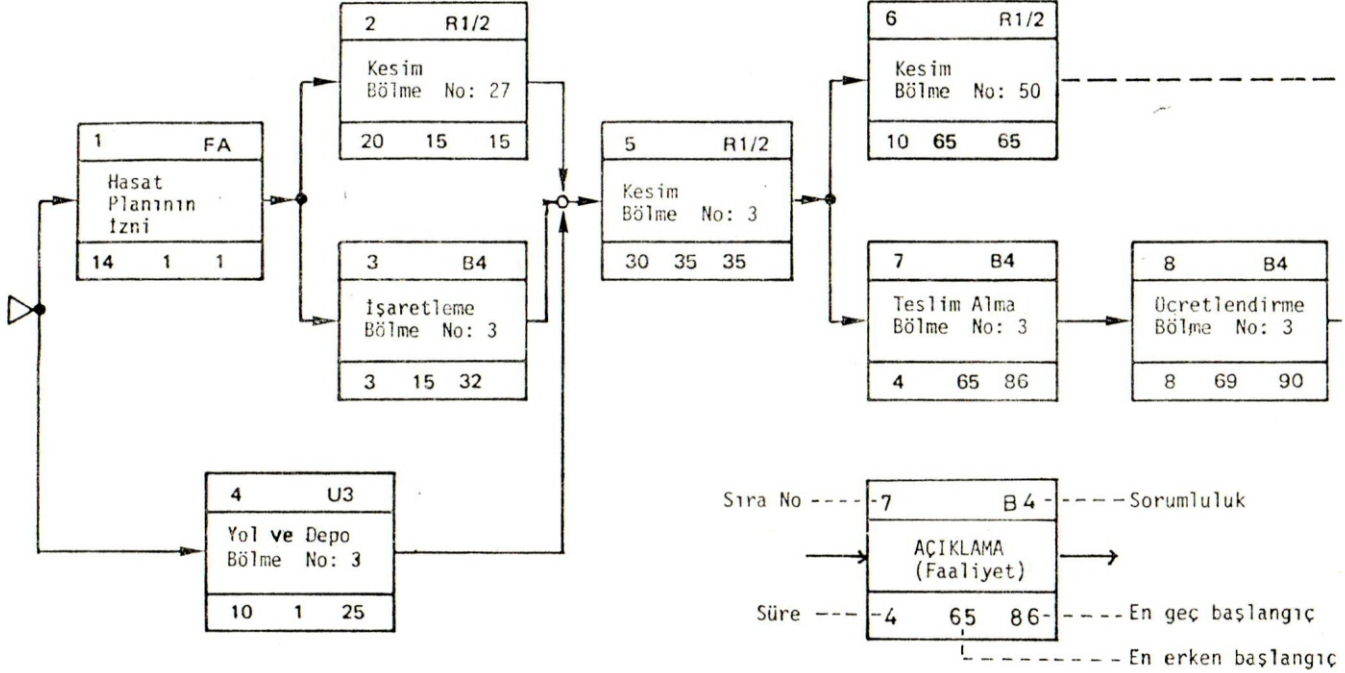 2 R1/2
Kesim
Bölme No: 27
20 15 15
6 R1/2
Kesim
Bölme No: 50
10 65 65
1 FA
Hasat
Planının
İzni
14 1 1
5 R1/2
Kesim
Bölme No: 3
30 35 35
3 B4
İşaretleme
Bölme No: 3
3 15 32
7 B4
Teslim Alma
Bölme No: 3
4 65 86
8 B4
Ücretlendirme
Bölme No: 3
8 69 90
4 U3
Yol ve Depo
Bölme No: 3
10 1 25
Sıra No
7 B4
Sorumluluk
AÇIKLAMA
(Faaliyet)
Süre
4 65 86
En geç başlangıç
En erken başlangıç